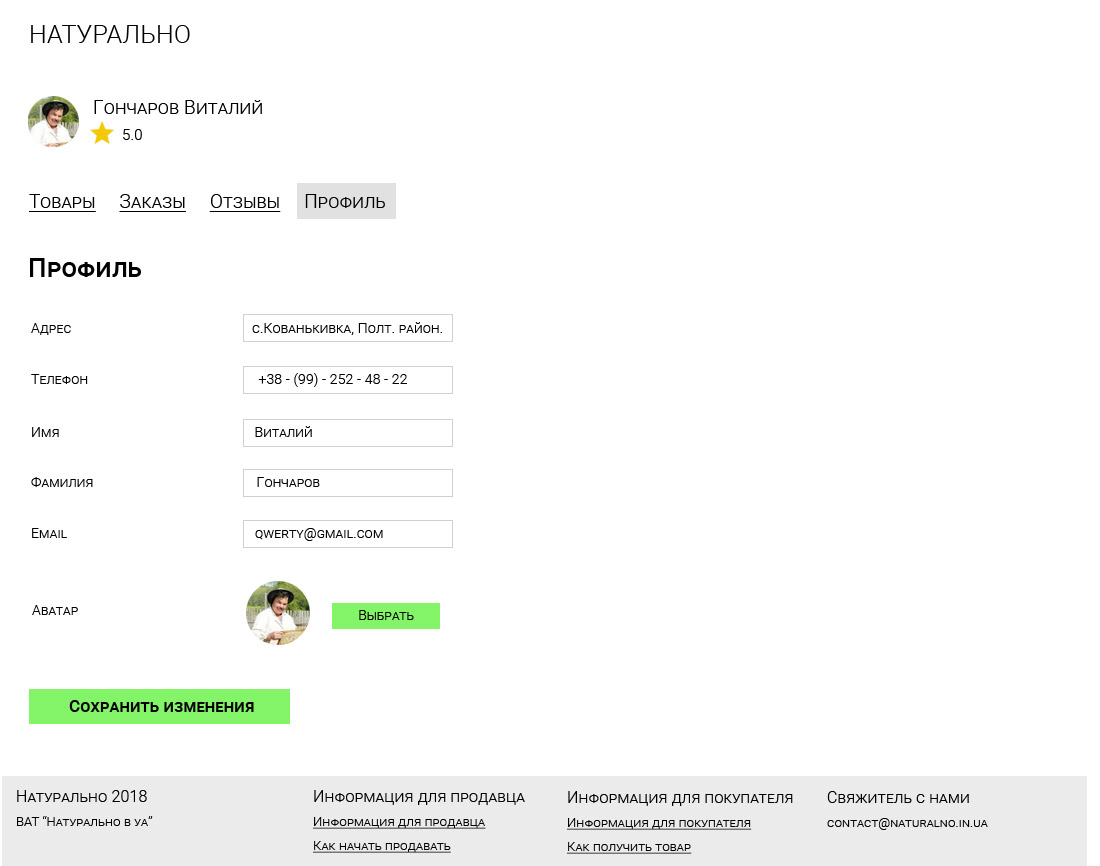 НАТУРАЛЬНО
Гончаров Виталий
5.0
Товары Заказы Отзывы Профиль
Профиль
Адрес с.Кованькивка, Полт. район.
Телефон +38 - (99) - 252 - 48 - 22
Имя Виталий
Фамилия Гончаров
Email qwerty@gmail.com
Аватар Выбрать
Сохранить изменения
Натурально 2018 Информация для продавца Информация для покупателя Свяжитель с нами
ВАТ “Натурально в уа” Информация для продавца Информация для покупателя contact@naturalno.in.ua
Как начать продавать Как получить товар